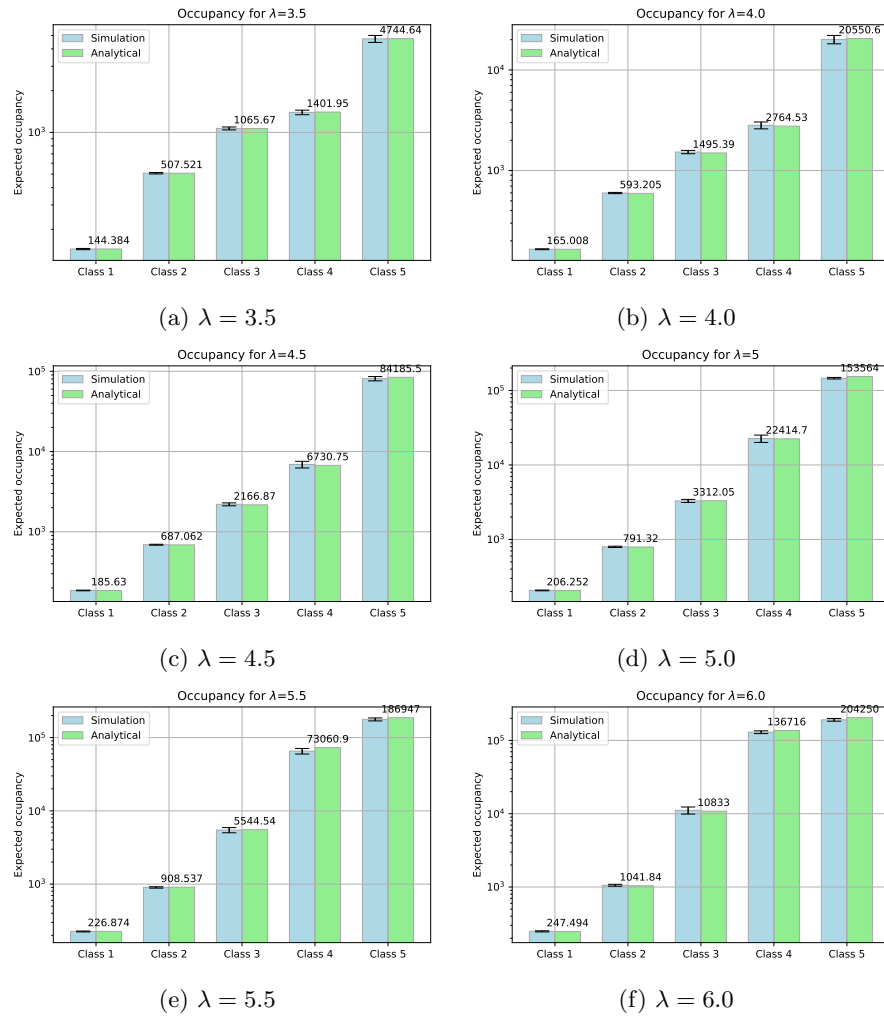 Occupancy for λ=3.5
Simulation
Analytical
Expected occupancy
10³
144.384
507.521
1065.67
1401.95
4744.64
Class 1 Class 2 Class 3 Class 4 Class 5
(a) λ = 3.5
Occupancy for λ=4.0
Simulation
Analytical
Expected occupancy
10⁴
10³
165.008
593.205
1495.39
2764.53
20550.6
Class 1 Class 2 Class 3 Class 4 Class 5
(b) λ = 4.0
Occupancy for λ=4.5
Simulation
Analytical
Expected occupancy
10⁵
10⁴
10³
185.63
687.062
2166.87
6730.75
84185.5
Class 1 Class 2 Class 3 Class 4 Class 5
(c) λ = 4.5
Occupancy for λ=5
Simulation
Analytical
Expected occupancy
10⁵
10⁴
10³
206.252
791.32
3312.05
22414.7
153564
Class 1 Class 2 Class 3 Class 4 Class 5
(d) λ = 5.0
Occupancy for λ=5.5
Simulation
Analytical
Expected occupancy
10⁵
10⁴
10³
226.874
908.537
5544.54
73060.9
186947
Class 1 Class 2 Class 3 Class 4 Class 5
(e) λ = 5.5
Occupancy for λ=6.0
Simulation
Analytical
Expected occupancy
10⁵
10⁴
10³
247.494
1041.84
10833
136716
204250
Class 1 Class 2 Class 3 Class 4 Class 5
(f) λ = 6.0